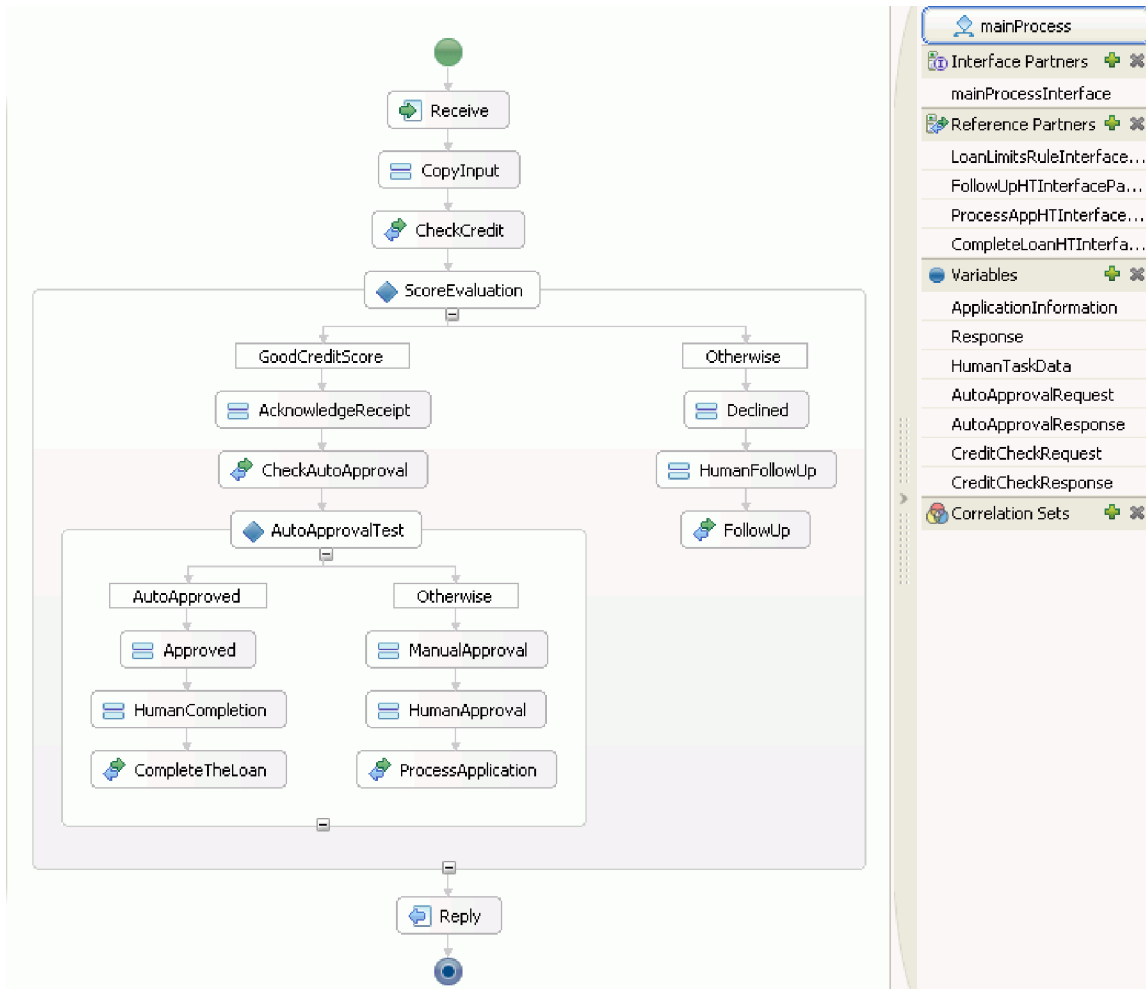 Receive
CopyInput
CheckCredit
ScoreEvaluation
GoodCreditScore
Otherwise
AcknowledgeReceipt
Declined
CheckAutoApproval
HumanFollowUp
AutoApprovalTest
FollowUp
AutoApproved
Otherwise
Approved
ManualApproval
HumanCompletion
HumanApproval
CompleteTheLoan
ProcessApplication
Reply
mainProcess
Interface Partners
mainProcessInterface
Reference Partners
LoanLimitsRuleInterface...
FollowUpHTInterfacePa...
ProcessAppHTInterface...
CompleteLoanHTInterfa...
Variables
ApplicationInformation
Response
HumanTaskData
AutoApprovalRequest
AutoApprovalResponse
CreditCheckRequest
CreditCheckResponse
Correlation Sets